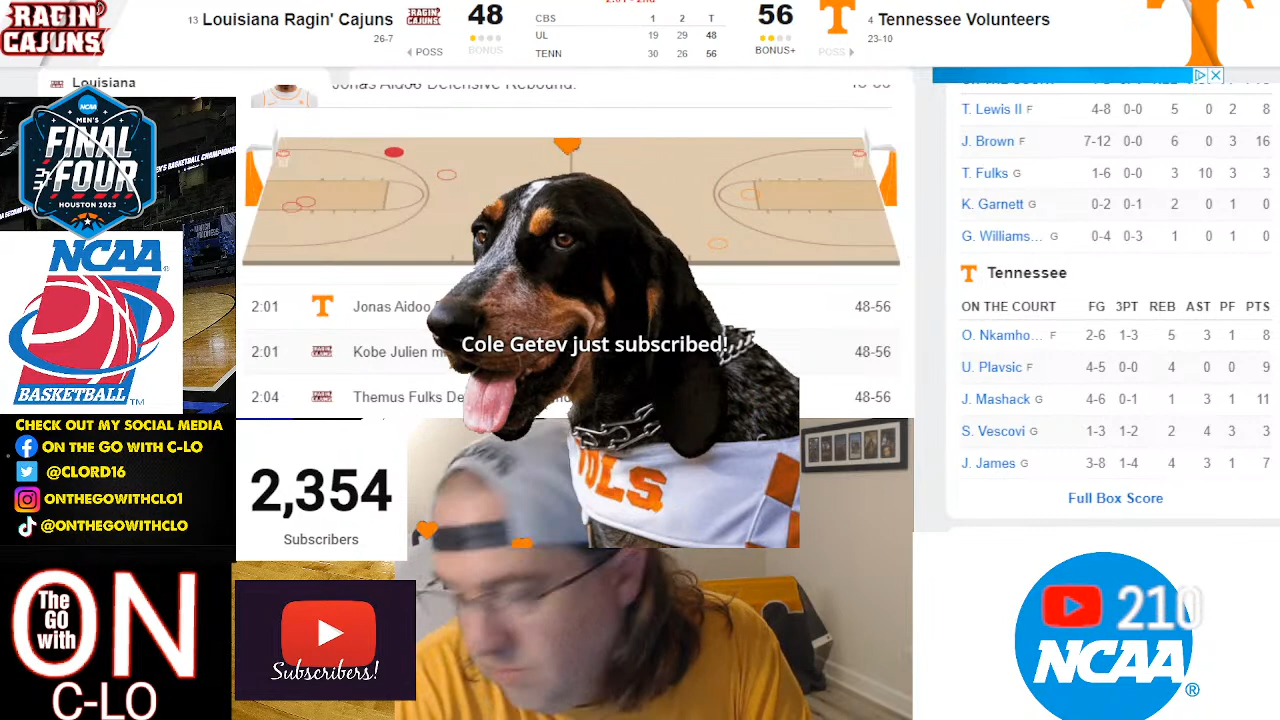 RAGIN'
CAJUNS
13 Louisiana Ragin' Cajuns
26-7
RAGIN'
CAJUNS
POSS
48
BONUS
2:01 - 2nd
CBS 1 2 T
UL 19 29 48
TENN 30 26 56
56
BONUS+
T
4 Tennessee Volunteers
23-10
POSS
T
Louisiana
Jonas Aidoo Defensive Rebound.
48-56
2:01 T Jonas Aidoo
48-56
2:01 Kobe Julien
48-56
2:04 Themus Fulks
48-56
Cole Getev just subscribed!
VOLS
T. Lewis II F 4-8 0-0 5 0 2 8
J. Brown F 7-12 0-0 6 0 3 16
T. Fulks G 1-6 0-0 3 10 3 3
K. Garnett G 0-2 0-1 2 0 1 0
G. Williams... G 0-4 0-3 1 0 1 0
T Tennessee
ON THE COURT FG 3PT REB AST PF PTS
O. Nkamho... F 2-6 1-3 5 3 1 8
U. Plavsic F 4-5 0-0 4 0 0 9
J. Mashack G 4-6 0-1 1 3 1 11
S. Vescovi G 1-3 1-2 2 4 3 3
J. James G 3-8 1-4 4 3 1 7
Full Box Score
NCAA
MEN'S
FINAL
FOUR
HOUSTON 2023
NCAA
BASKETBALL TM
CHECK OUT MY SOCIAL MEDIA
ON THE GO WITH C-LO
@CLORD16
ONTHEGOWITHCLO1
@ONTHEGOWITHCLO
2,354
Subscribers
The
GO
with
ON
C-LO
Subscribers!
210
NCAA®